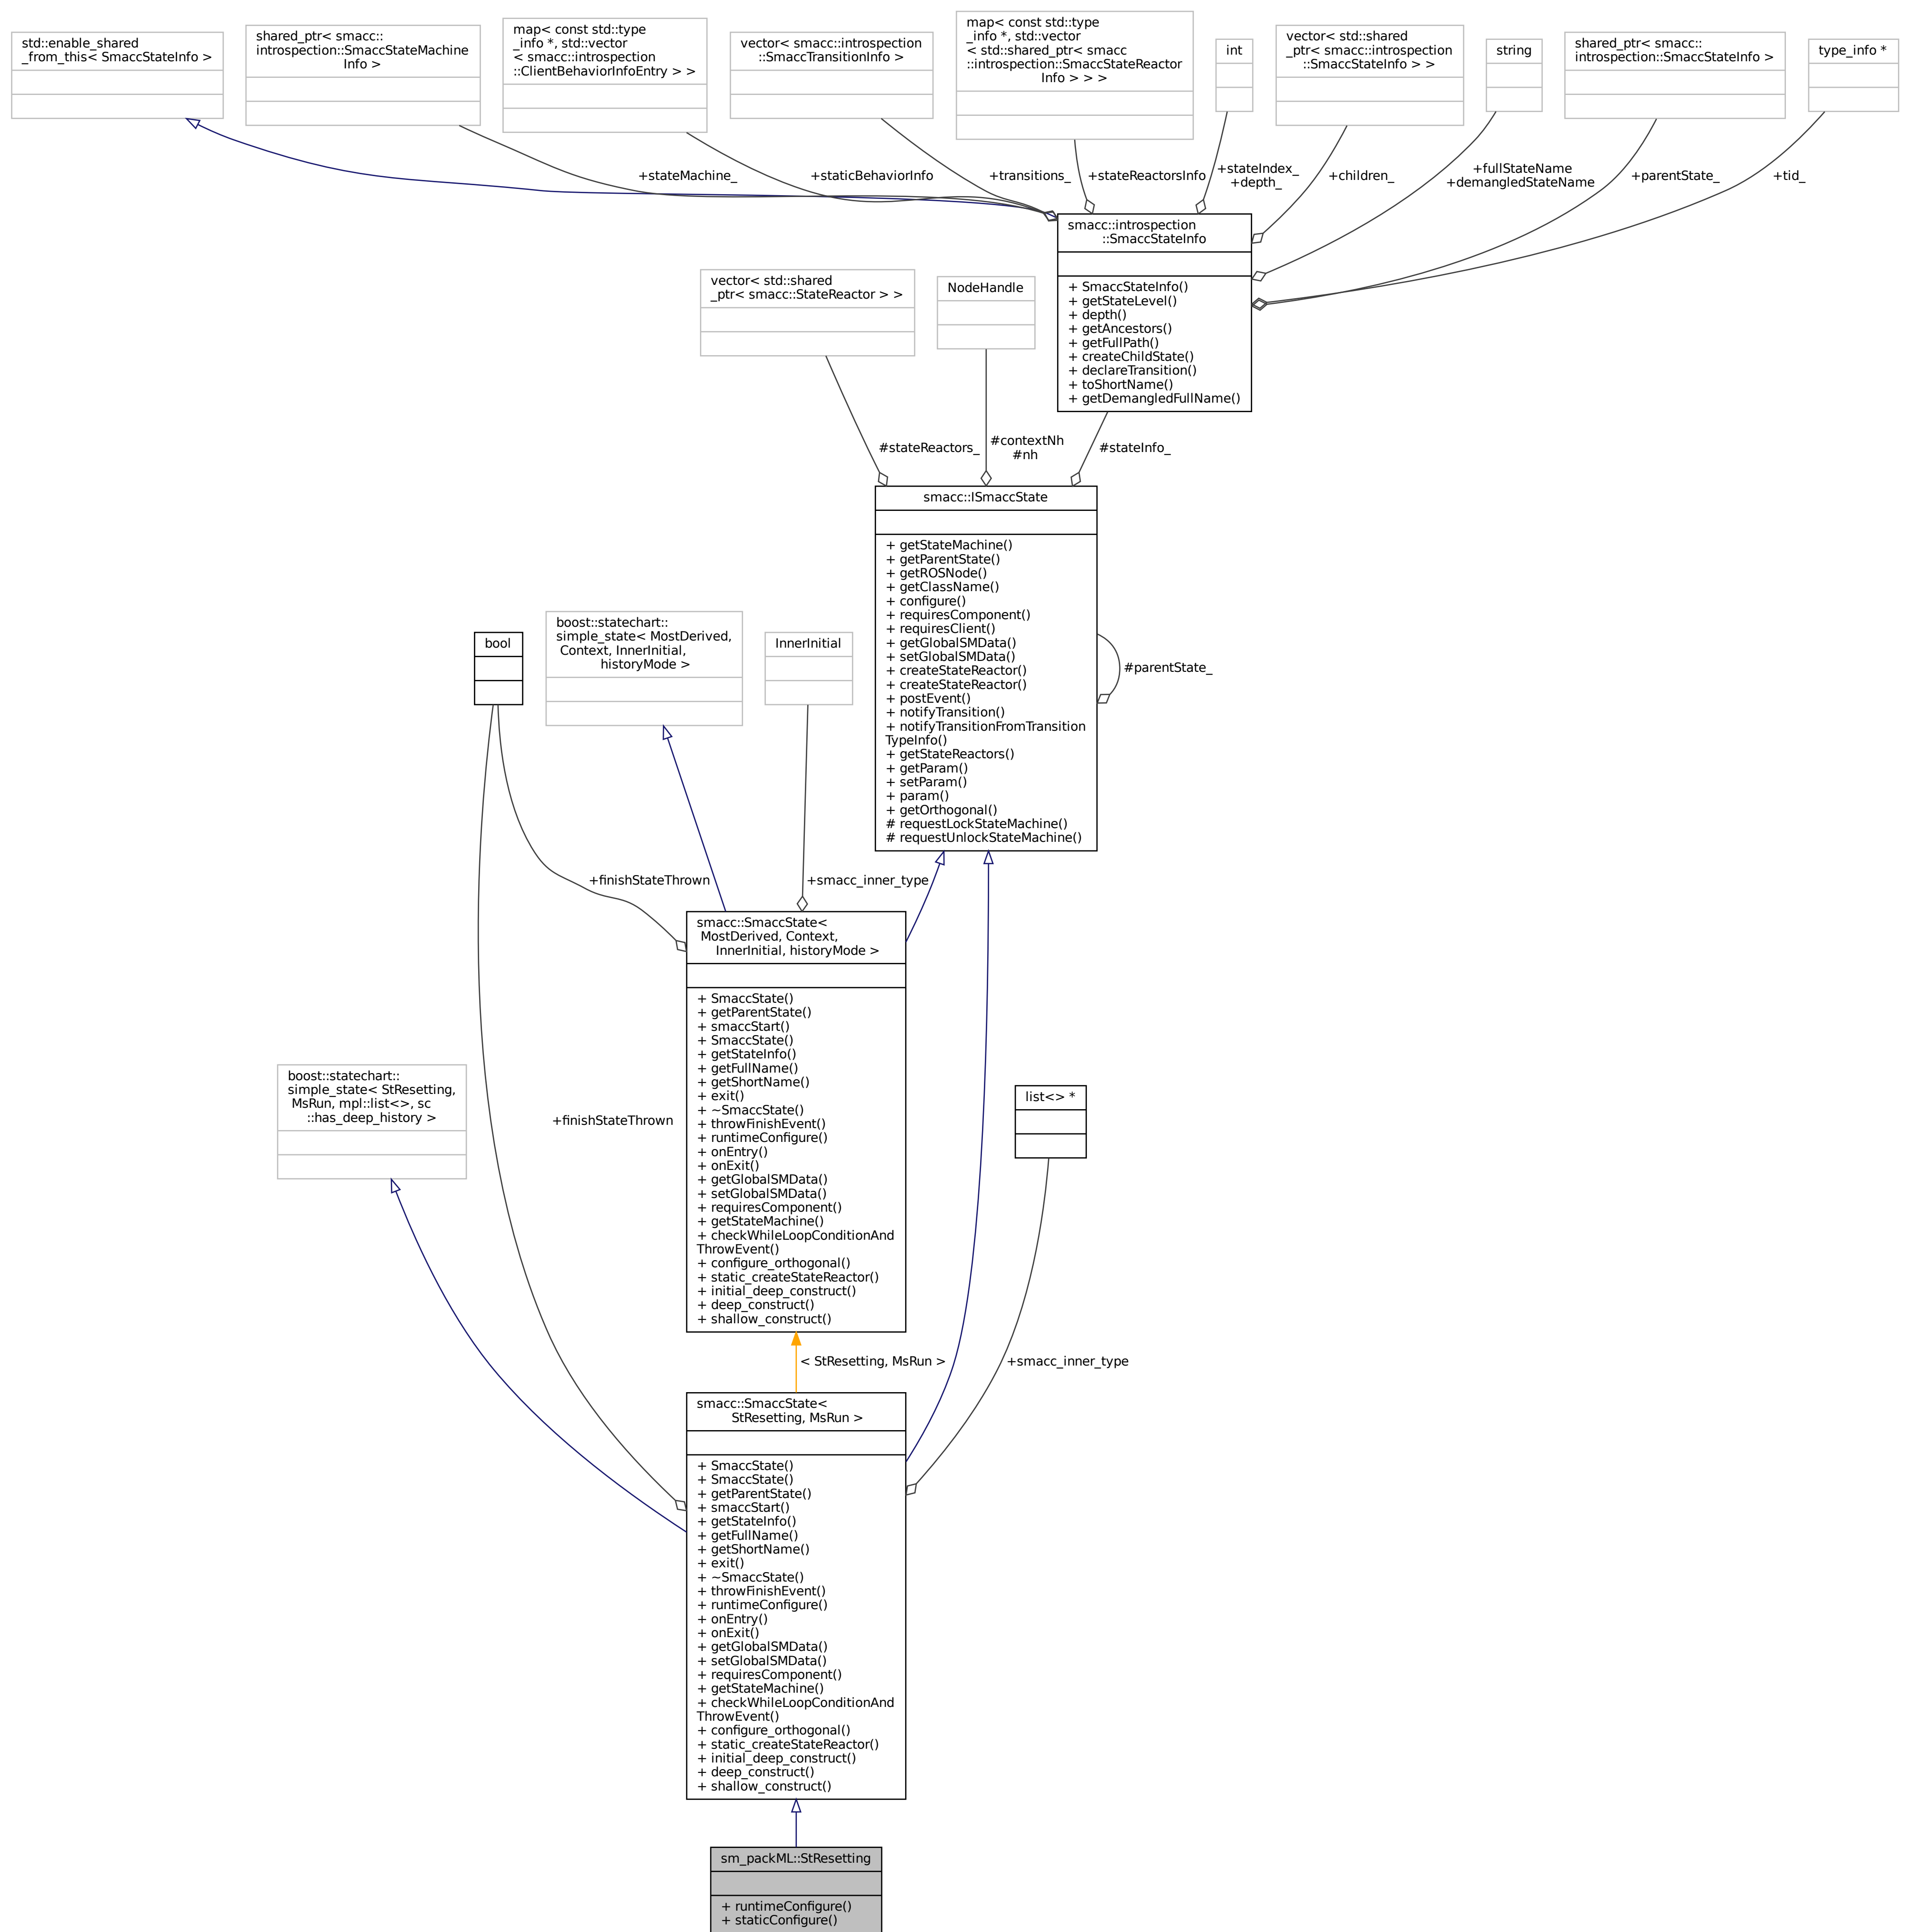 std::enable_shared
_from_this< SmaccStateInfo >
shared_ptr< smacc::
introspection::SmaccStateMachine
Info >
map< const std::type
_info *, std::vector
< smacc::introspection
::ClientBehaviorInfoEntry > >
vector< smacc::introspection
::SmaccTransitionInfo >
map< const std::type
_info *, std::vector
< std::shared_ptr< smacc
::introspection::SmaccStateReactor
Info > > >
int
vector< std::shared
_ptr< smacc::introspection
::SmaccStateInfo > >
string
shared_ptr< smacc::
introspection::SmaccStateInfo >
type_info *
+stateMachine_
+staticBehaviorInfo
+transitions_
+stateReactorsInfo
+stateIndex_
+depth_
+children_
+fullStateName
+demangledStateName
+parentState_
+tid_
smacc::introspection
::SmaccStateInfo
+ SmaccStateInfo()
+ getStateLevel()
+ depth()
+ getAncestors()
+ getFullPath()
+ createChildState()
+ declareTransition()
+ toShortName()
+ getDemangledFullName()
vector< std::shared
_ptr< smacc::StateReactor > >
NodeHandle
#stateReactors_
#contextNh
#nh
#stateInfo_
smacc::ISmaccState
+ getStateMachine()
+ getParentState()
+ getROSNode()
+ getClassName()
+ configure()
+ requiresComponent()
+ requiresClient()
+ getGlobalSMData()
+ setGlobalSMData()
+ createStateReactor()
+ createStateReactor()
+ postEvent()
+ notifyTransition()
+ notifyTransitionFromTransition
TypeInfo()
+ getStateReactors()
+ getParam()
+ setParam()
+ param()
+ getOrthogonal()
# requestLockStateMachine()
# requestUnlockStateMachine()
#parentState_
bool
boost::statechart::
simple_state< MostDerived,
Context, InnerInitial,
historyMode >
InnerInitial
+finishStateThrown
+smacc_inner_type
smacc::SmaccState<
MostDerived, Context,
InnerInitial, historyMode >
+ SmaccState()
+ getParentState()
+ smaccStart()
+ SmaccState()
+ getStateInfo()
+ getFullName()
+ getShortName()
+ exit()
+ ~SmaccState()
+ throwFinishEvent()
+ runtimeConfigure()
+ onEntry()
+ onExit()
+ getGlobalSMData()
+ setGlobalSMData()
+ requiresComponent()
+ getStateMachine()
+ checkWhileLoopConditionAnd
ThrowEvent()
+ configure_orthogonal()
+ static_createStateReactor()
+ initial_deep_construct()
+ deep_construct()
+ shallow_construct()
boost::statechart::
simple_state< StResetting,
MsRun, mpl::list<>, sc
::has_deep_history >
+finishStateThrown
list<> *
< StResetting, MsRun >
+smacc_inner_type
smacc::SmaccState<
StResetting, MsRun >
+ SmaccState()
+ SmaccState()
+ getParentState()
+ smaccStart()
+ getStateInfo()
+ getFullName()
+ getShortName()
+ exit()
+ ~SmaccState()
+ throwFinishEvent()
+ runtimeConfigure()
+ onEntry()
+ onExit()
+ getGlobalSMData()
+ setGlobalSMData()
+ requiresComponent()
+ getStateMachine()
+ checkWhileLoopConditionAnd
ThrowEvent()
+ configure_orthogonal()
+ static_createStateReactor()
+ initial_deep_construct()
+ deep_construct()
+ shallow_construct()
sm_packML::StResetting
+ runtimeConfigure()
+ staticConfigure()